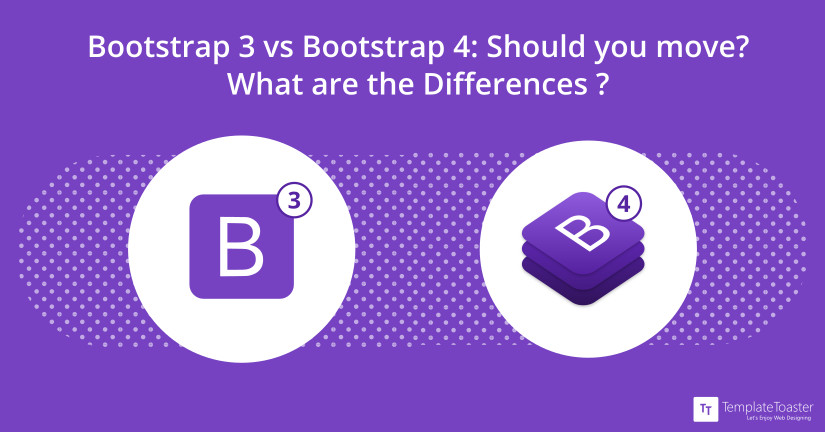 Bootstrap 3 vs Bootstrap 4: Should you move?
What are the Differences ?
B
3
B
4
TT
TemplateToaster
Let's Enjoy Web Designing